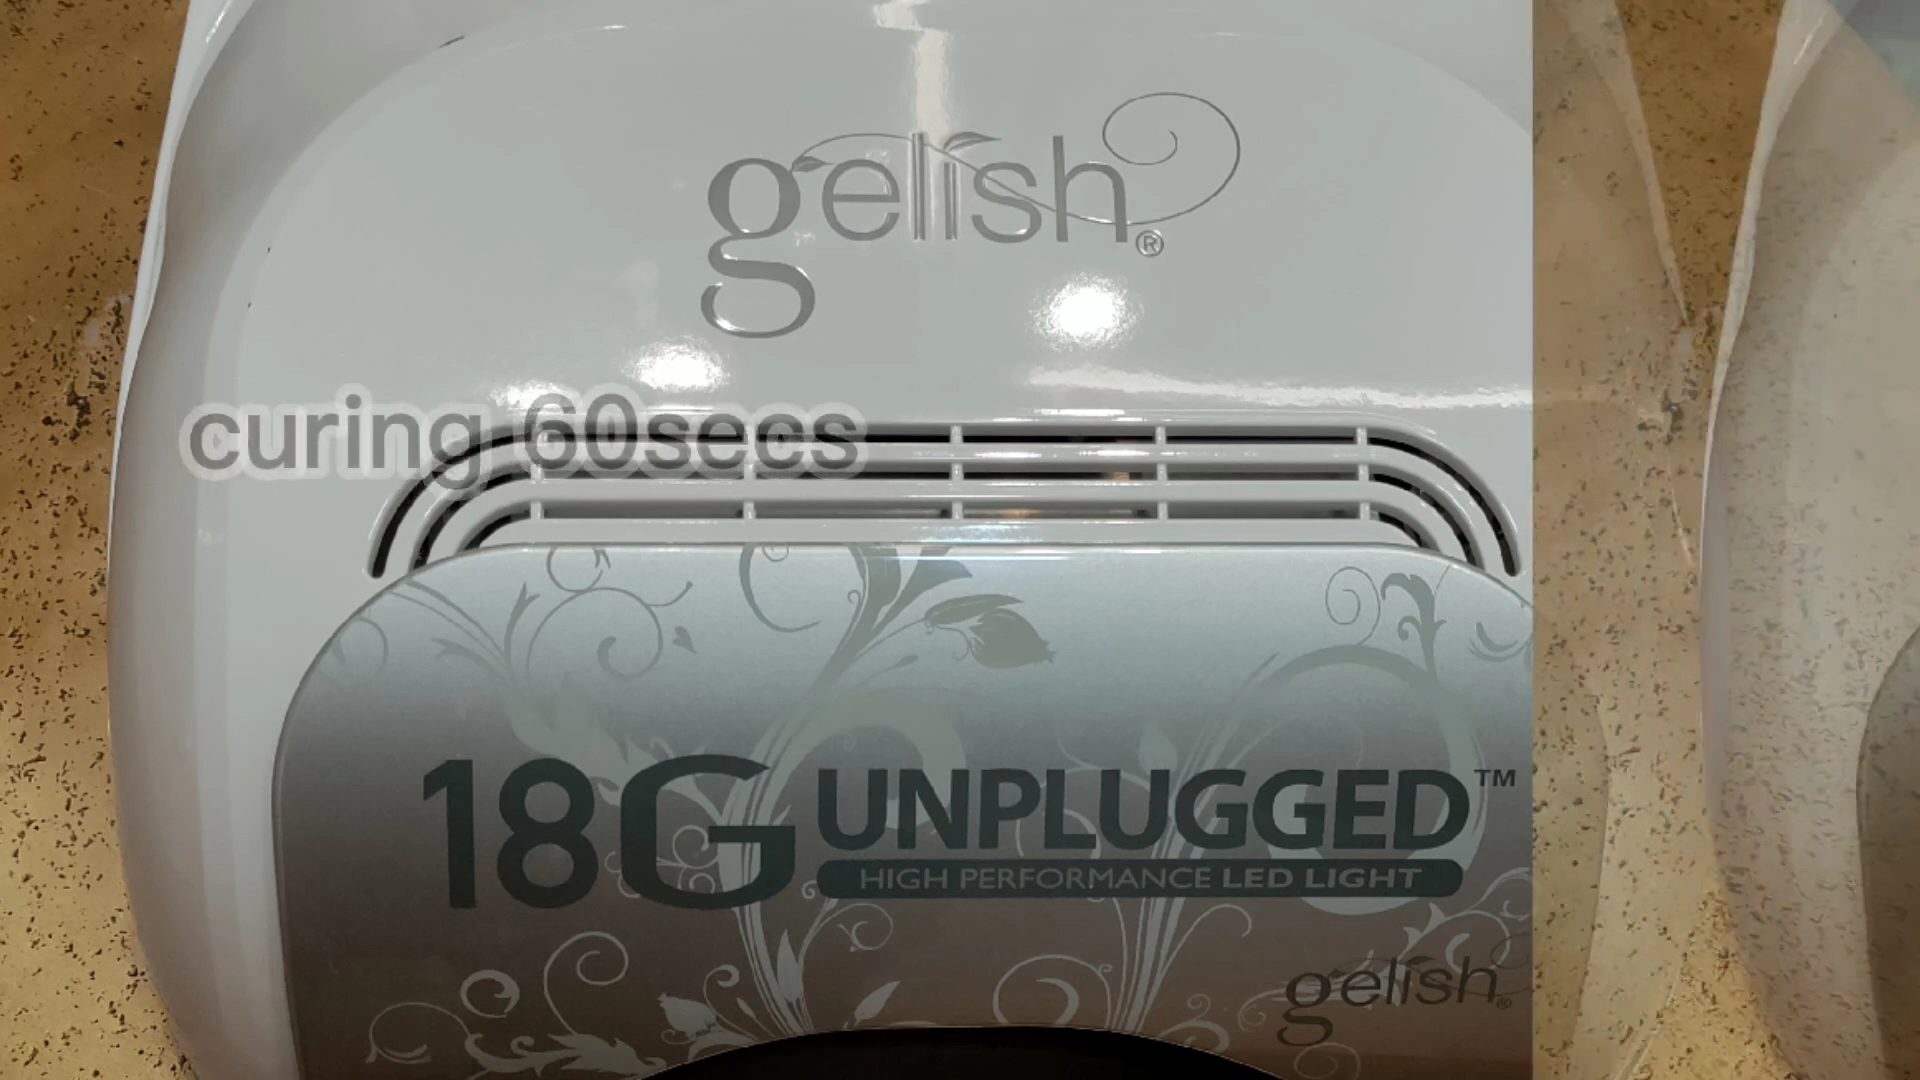 gelish®
curing 60secs
18G UNPLUGGED™
HIGH PERFORMANCE LED LIGHT
gelish®